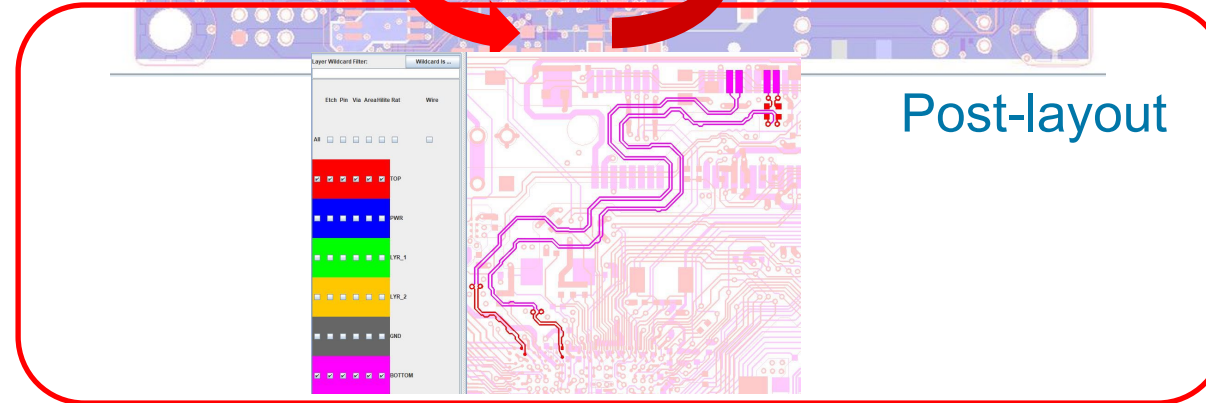 Layer Wildcard Filter: Wildcard is ...
Post-layout
Etch Pin Via Area Hilite Rat Wire
All
TOP
PWR
LYR_1
LYR_2
GND
BOTTOM